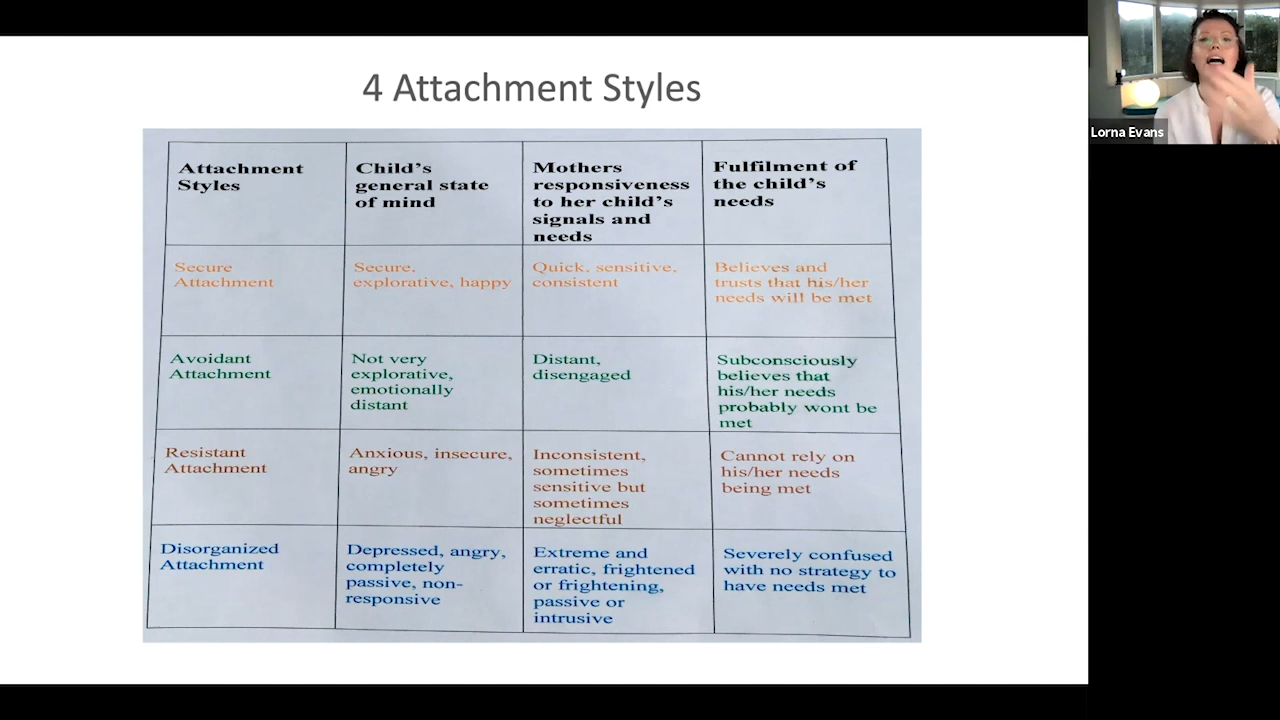 4 Attachment Styles
Attachment
Styles
Child's
general state
of mind
Mothers
responsiveness
to her child's
signals and
needs
Fulfilment of
the child's
needs
Secure
Attachment
Secure,
explorative, happy
Quick, sensitive,
consistent
Believes and
trusts that his/her
needs will be met
Avoidant
Attachment
Not very
explorative,
emotionally
distant
Distant,
disengaged
Subconsciously
believes that
his/her needs
probably wont be
met
Resistant
Attachment
Anxious, insecure,
angry
Inconsistent,
sometimes
sensitive but
sometimes
neglectful
Cannot rely on
his/her needs
being met
Disorganized
Attachment
Depressed, angry,
completely
passive, non-
responsive
Extreme and
erratic, frightened
or frightening,
passive or
intrusive
Severely confused
with no strategy to
have needs met
Lorna Evans